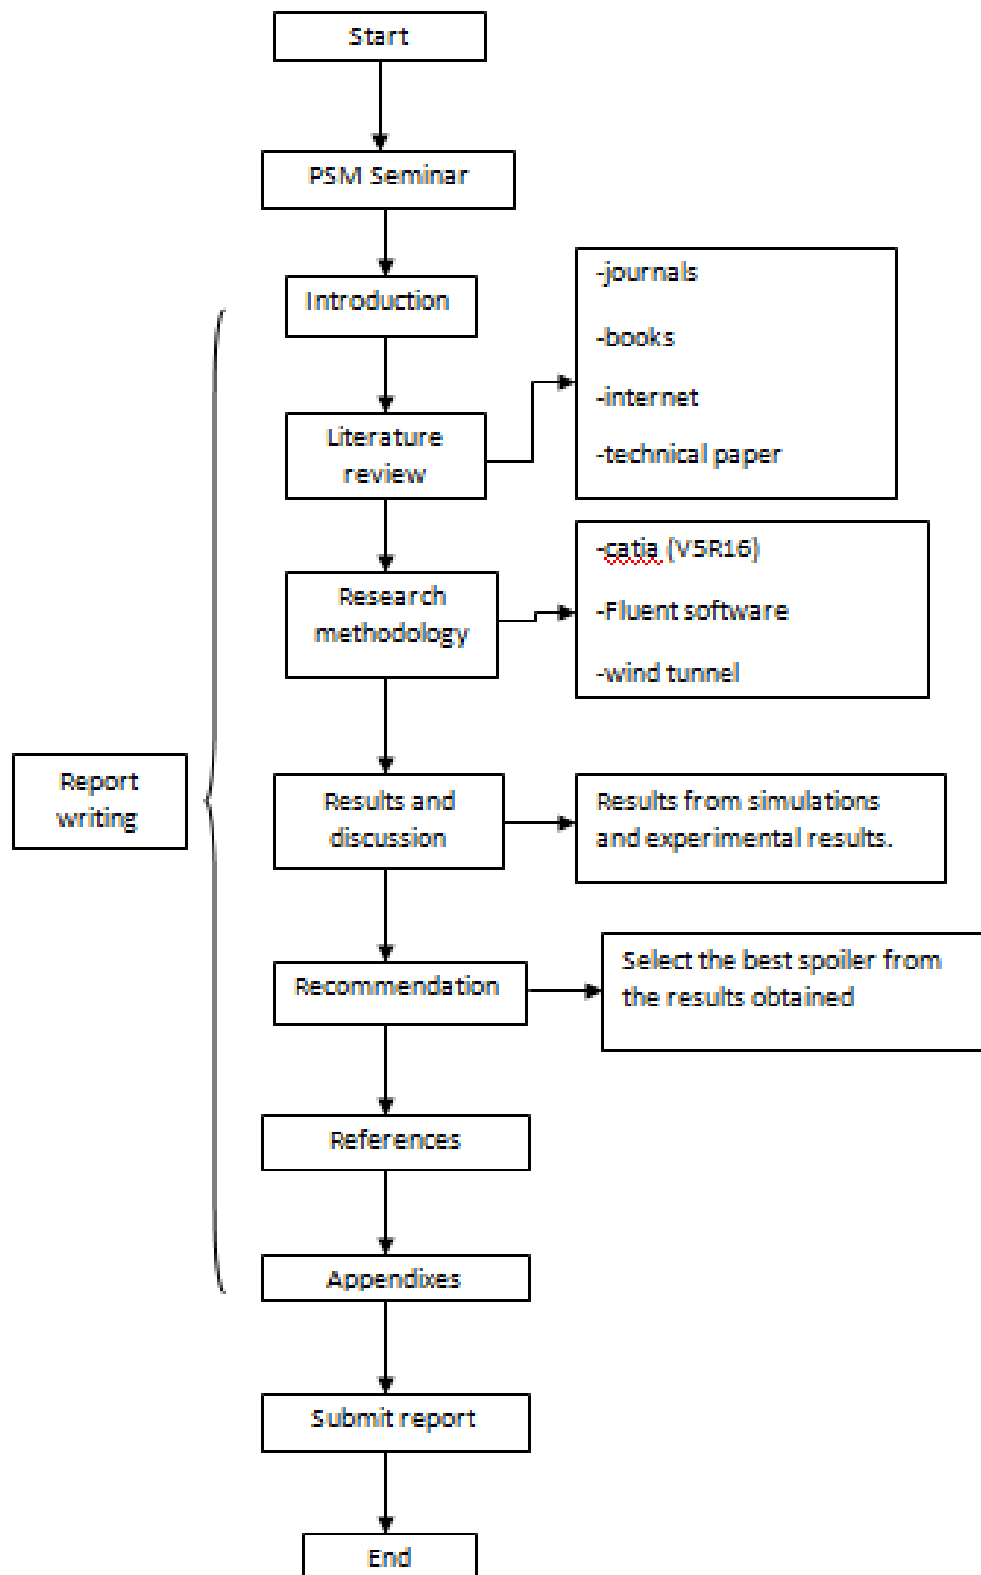 Start
PSM Seminar
Introduction
-journals
-books
-internet
-technical paper
Literature
review
-catia (V5R16)
-Fluent software
-wind tunnel
Research
methodology
Report
writing
Results and
discussion
Results from simulations
and experimental results.
Recommendation
Select the best spoiler from
the results obtained
References
Appendixes
Submit report
End